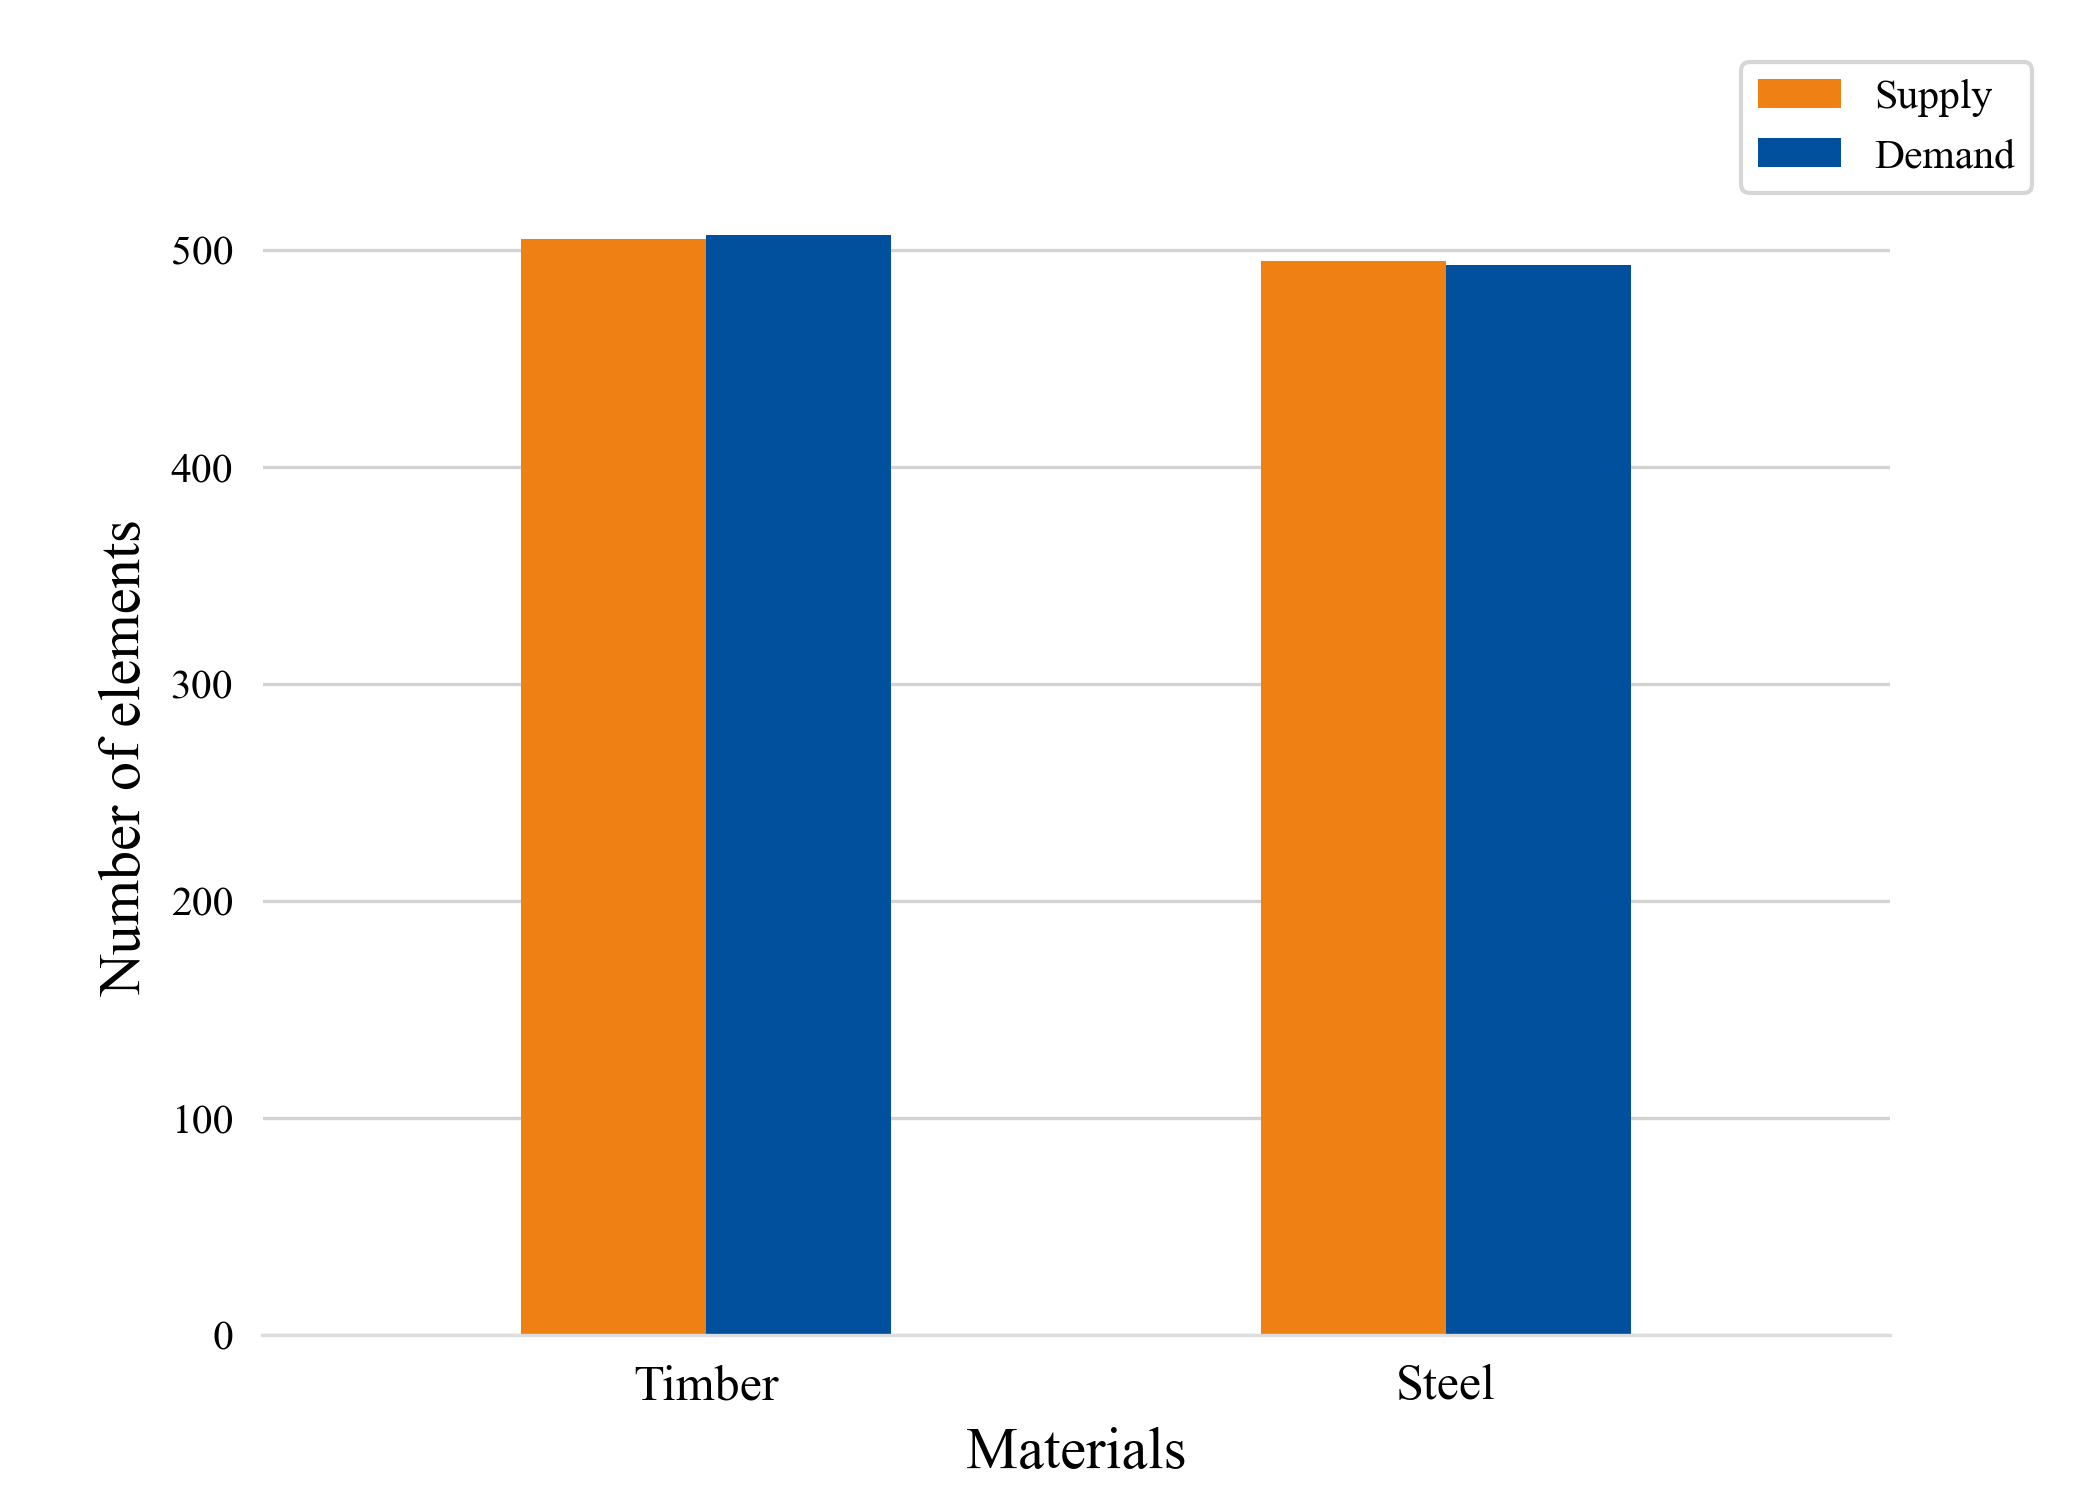 Supply
Demand
500
400
300
200
100
0
Number of elements
Timber
Steel
Materials